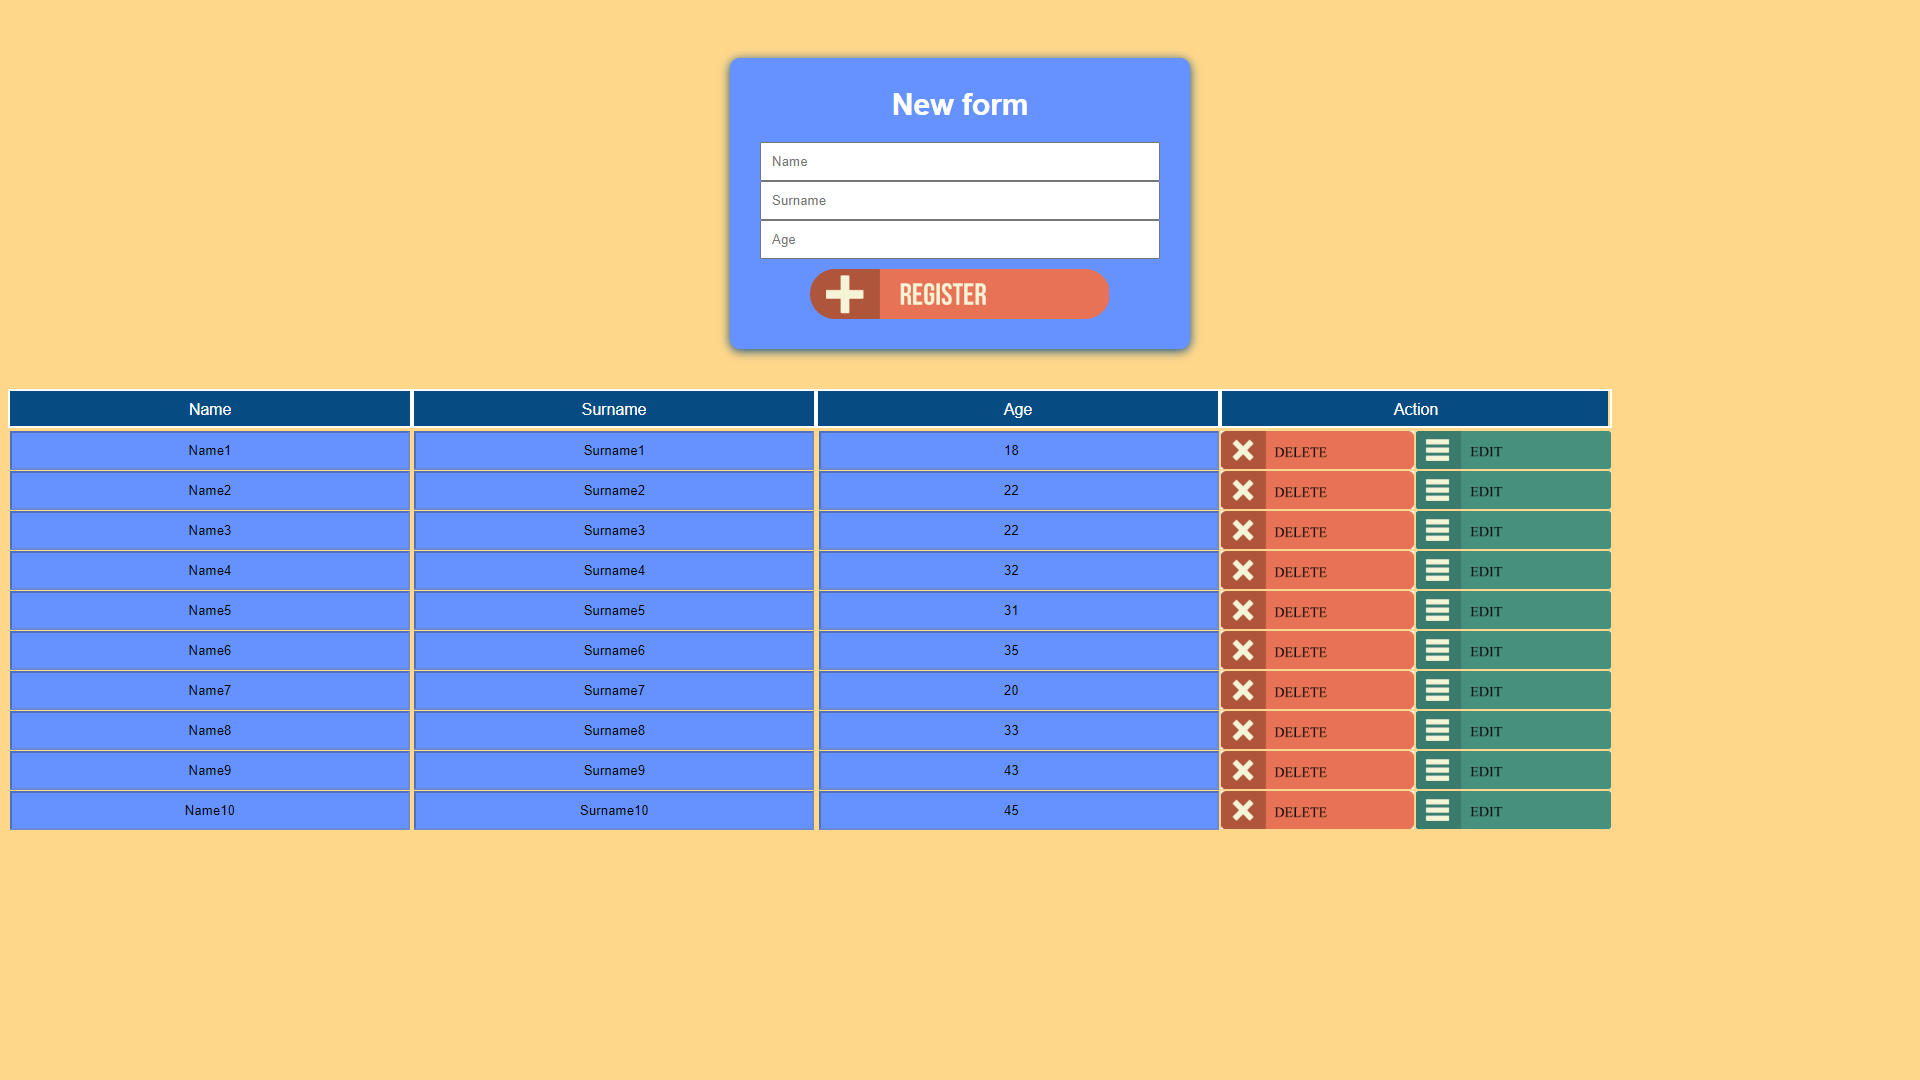 New form
Name
Surname
Age
REGISTER
Name Surname Age Action
Name1 Surname1 18 DELETE EDIT
Name2 Surname2 22 DELETE EDIT
Name3 Surname3 22 DELETE EDIT
Name4 Surname4 32 DELETE EDIT
Name5 Surname5 31 DELETE EDIT
Name6 Surname6 35 DELETE EDIT
Name7 Surname7 20 DELETE EDIT
Name8 Surname8 33 DELETE EDIT
Name9 Surname9 43 DELETE EDIT
Name10 Surname10 45 DELETE EDIT